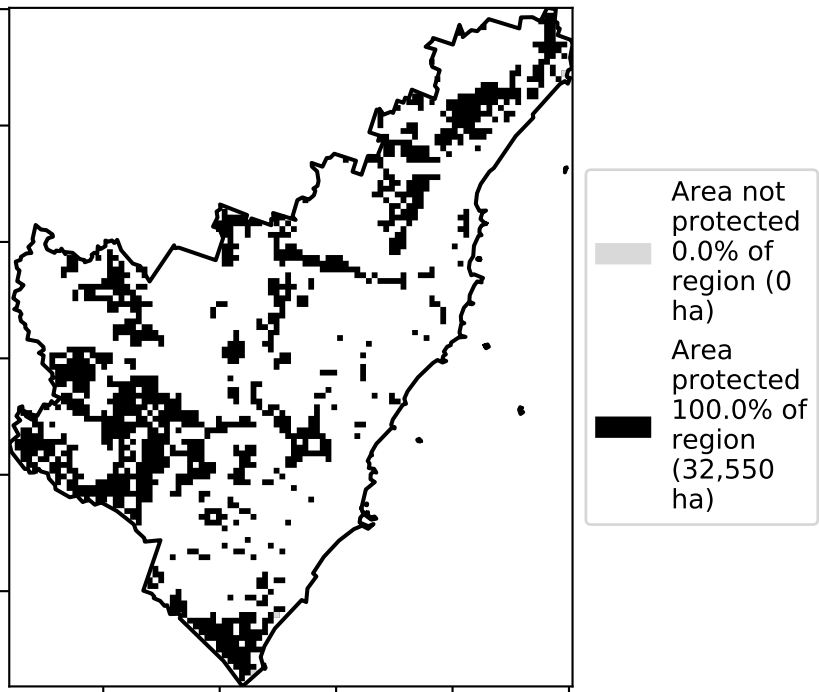 Area not
protected
0.0% of
region (0
ha)
Area
protected
100.0% of
region
(32,550
ha)